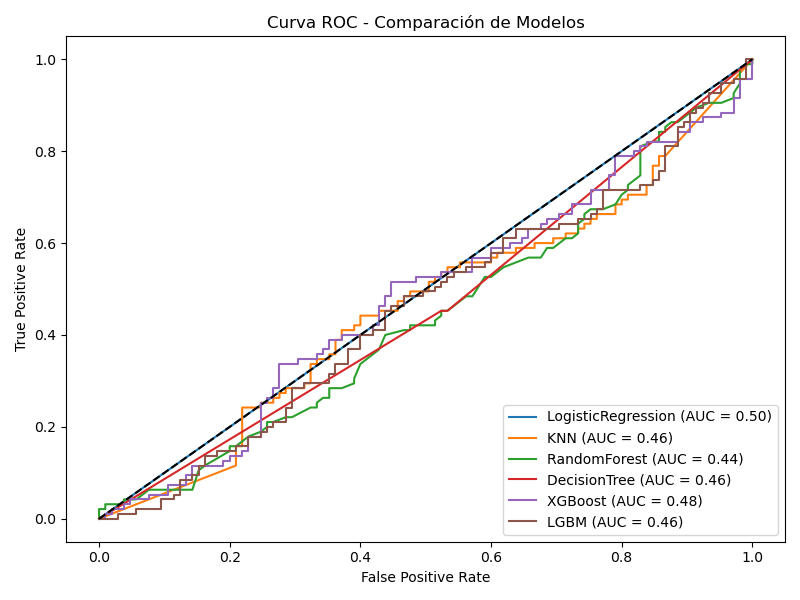 Curva ROC - Comparación de Modelos
True Positive Rate
1.0
0.8
0.6
0.4
0.2
0.0
LogisticRegression (AUC = 0.50)
KNN (AUC = 0.46)
RandomForest (AUC = 0.44)
DecisionTree (AUC = 0.46)
XGBoost (AUC = 0.48)
LGBM (AUC = 0.46)
0.0 0.2 0.4 0.6 0.8 1.0
False Positive Rate